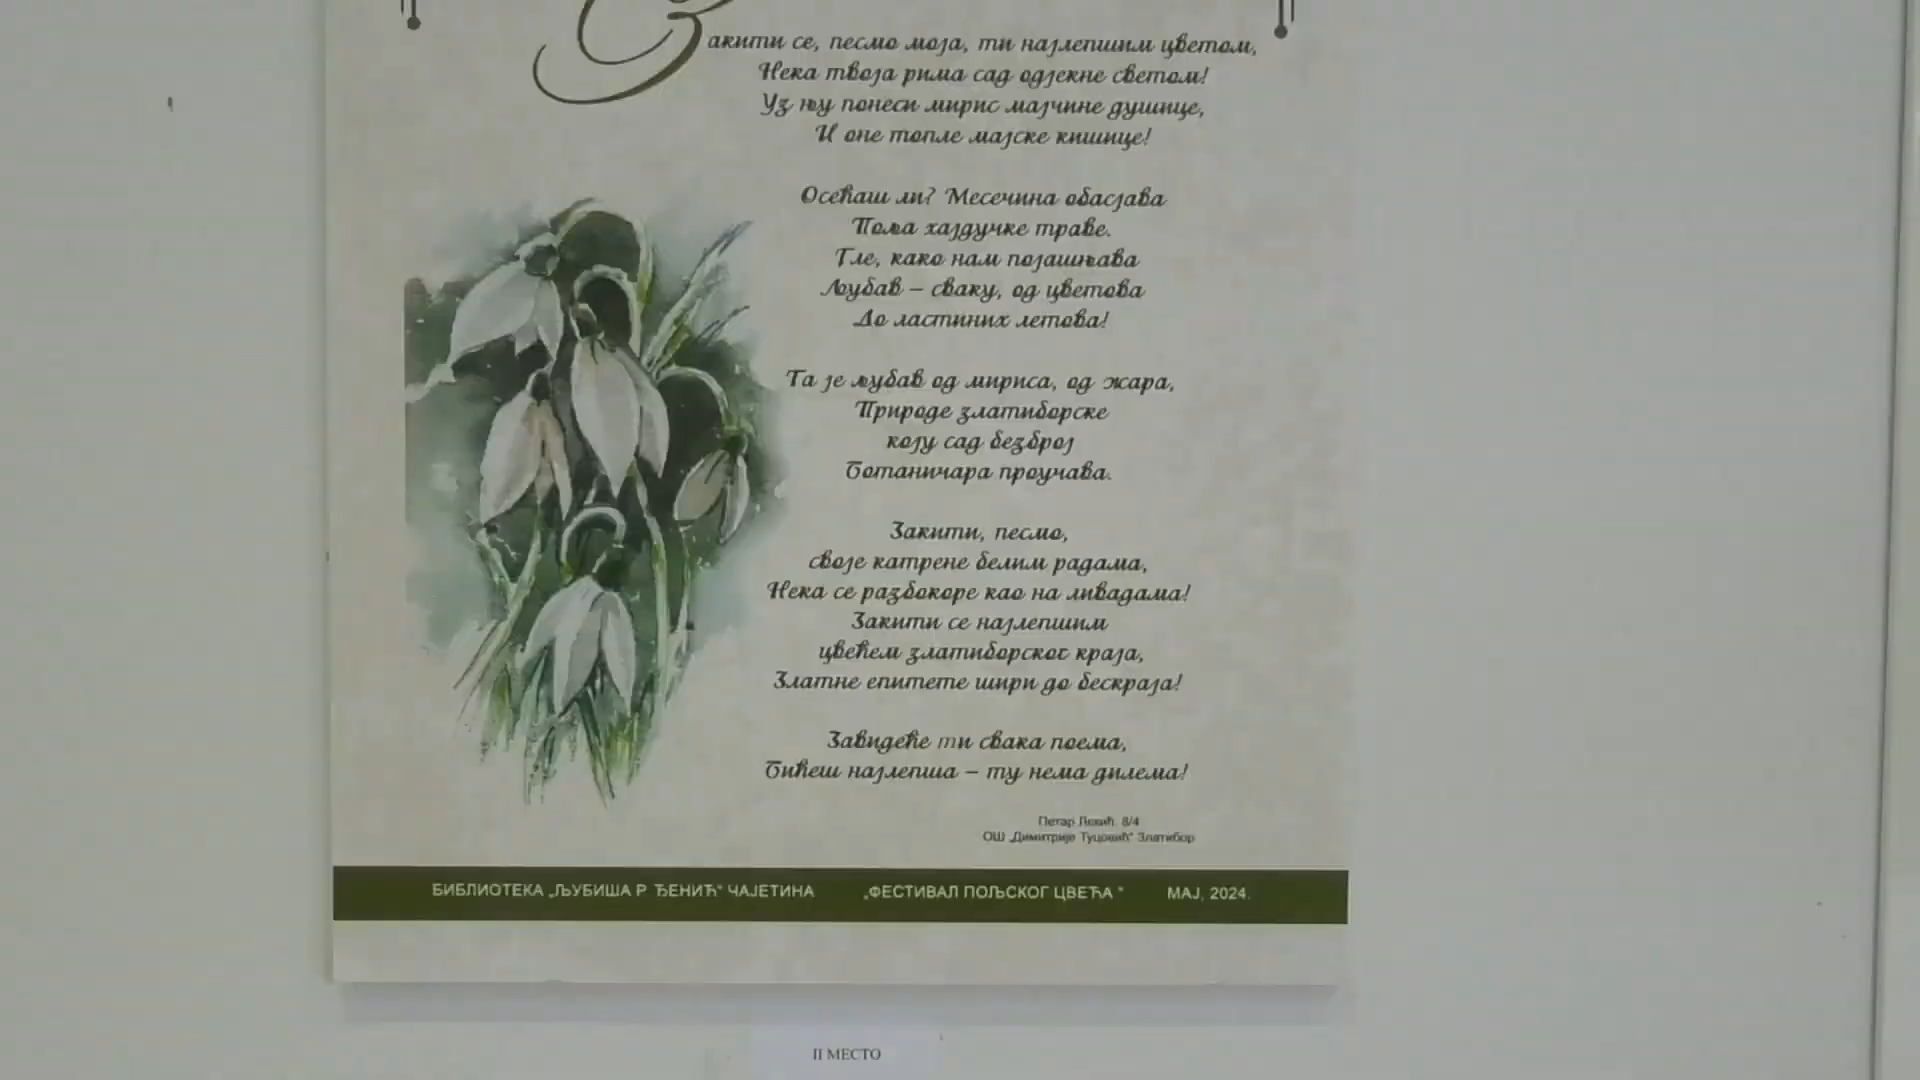 Закити се, песмо моја, ти најлепшим цветом,
Нека твоја рима сад одјекне светом!
Уз њу понеси мирис мајчине душице,
И оне топле мајске кишице!
Осећаш ли? Месечина обасјава
Поља хајдучке траве.
Гле, како нам појашњава
Љубав – сваку, од цветова
До ластиних летова!
Та је љубав од мириса, од жара,
Природе златиборске
коју сад безброј
Ботаничара проучава.
Закити, песмо,
своје катрене белим радама,
Нека се разбокоре као на ливадама!
Закити се најлепшим
цвећем златиборског краја,
Златне епитете шири до бескраја!
Завидеће ти свака поема,
Бићеш најлепша – ту нема дилема!
Петар 8/4
ОШ „Димитрије Туцовић“ Златибор
БИБЛИОТЕКА „ЉУБИША Р. ЂЕНИЋ“ ЧАЈЕТИНА „ФЕСТИВАЛ ПОЉСКОГ ЦВЕЋА “ МАЈ, 2024.
II МЕСТО